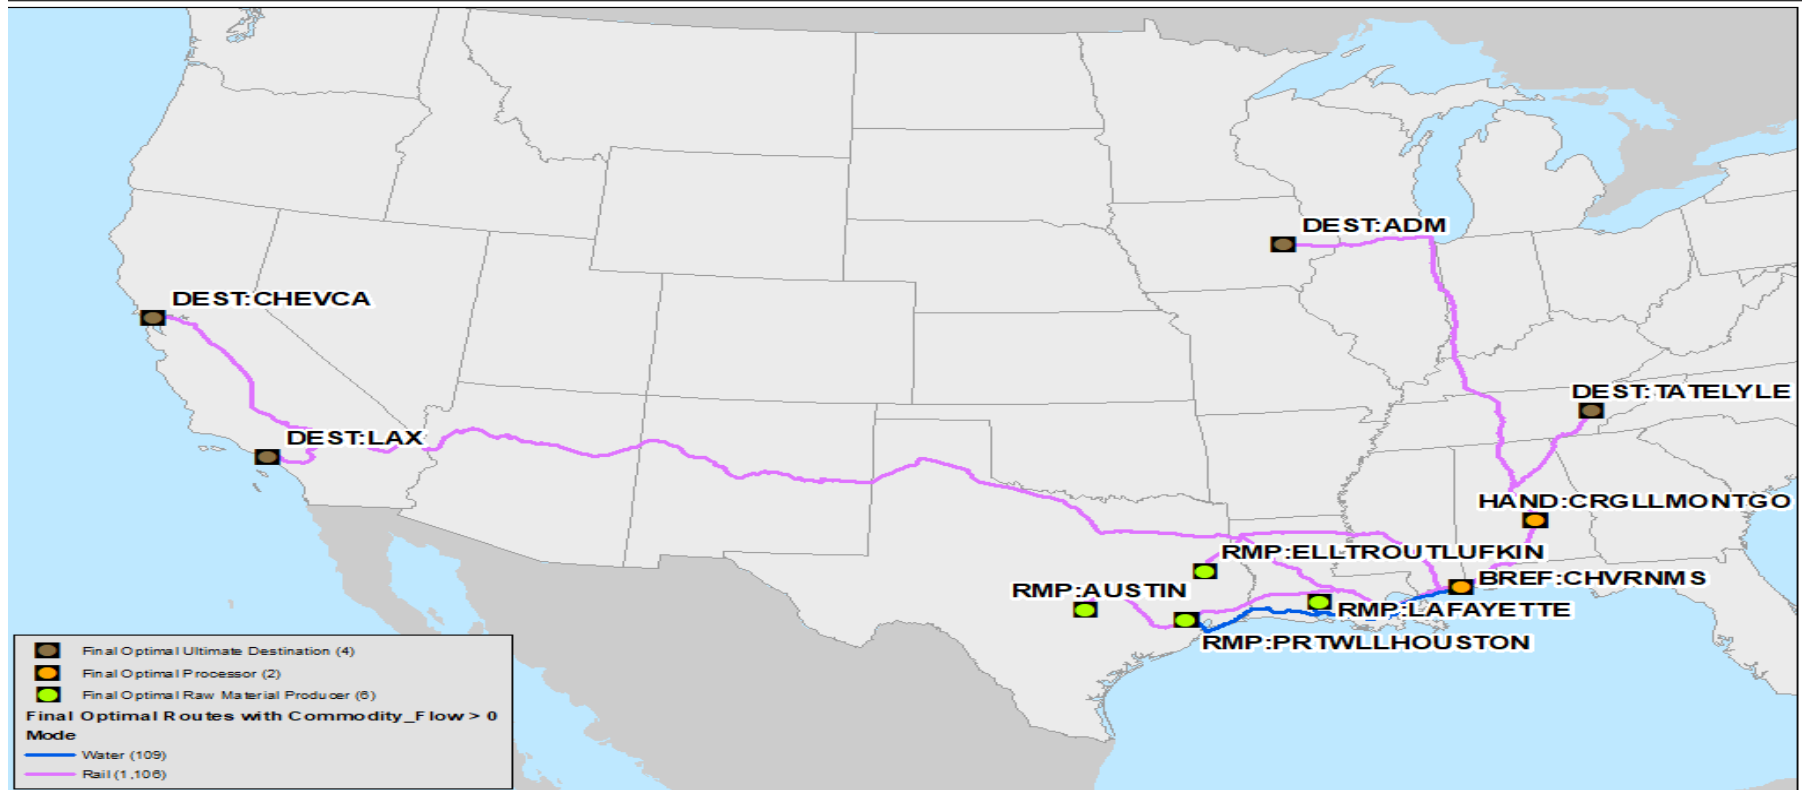 DEST:ADM
DEST:CHEVCA
DEST:TATELYLE
DEST:LAX
HAND:CRGLLMONTGO
RMP:ELLTROUTLUFKIN
BREF:CHVRNMS
RMP:AUSTIN
RMP:LAFAYETTE
RMP:PRTWLLHOUSTON
Final Optimal Ultimate Destination (4)
Final Optimal Processor (2)
Final Optimal Raw Material Producer (6)
Final Optimal Routes with Commodity_Flow > 0
Mode
Water (109)
Rail (1,106)